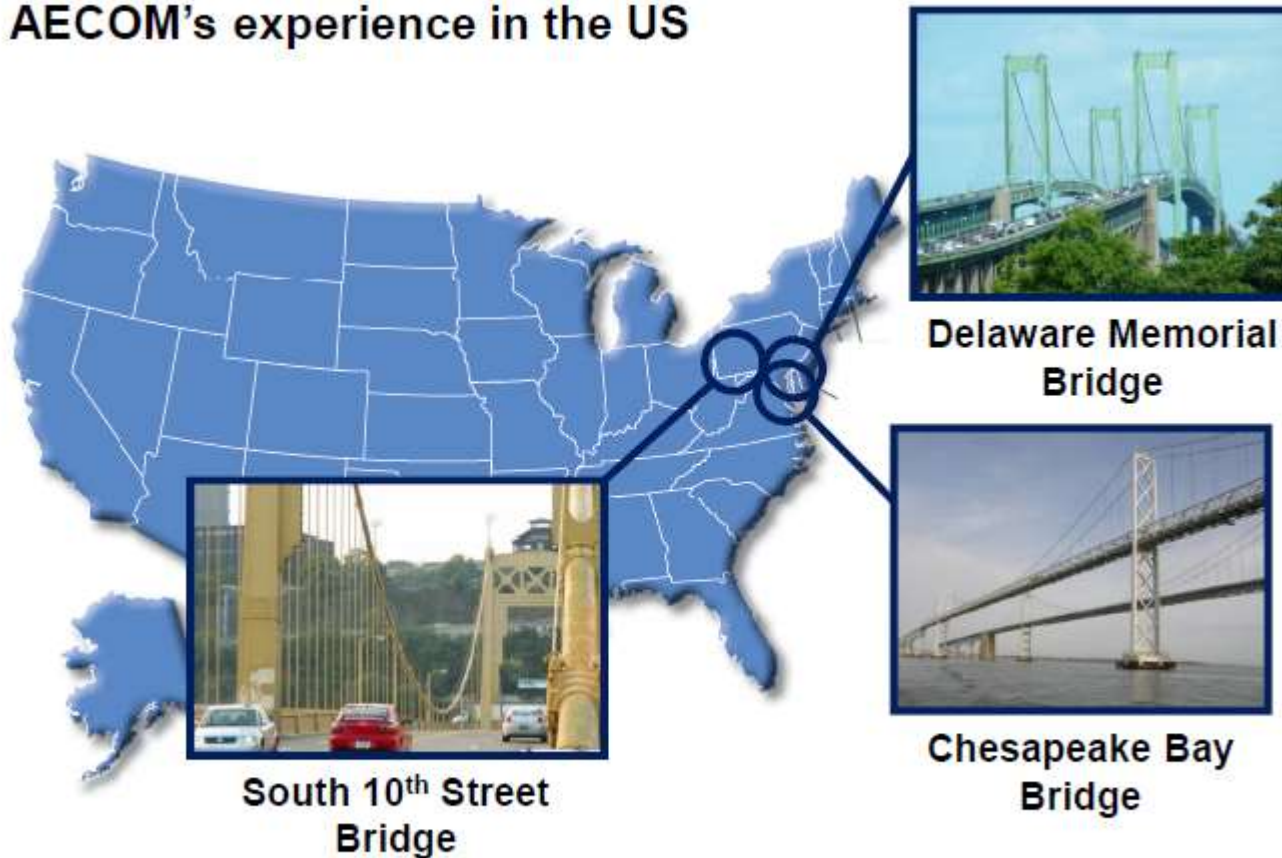 AECOM’s experience in the US
Delaware Memorial
Bridge
Chesapeake Bay
Bridge
South 10th Street
Bridge